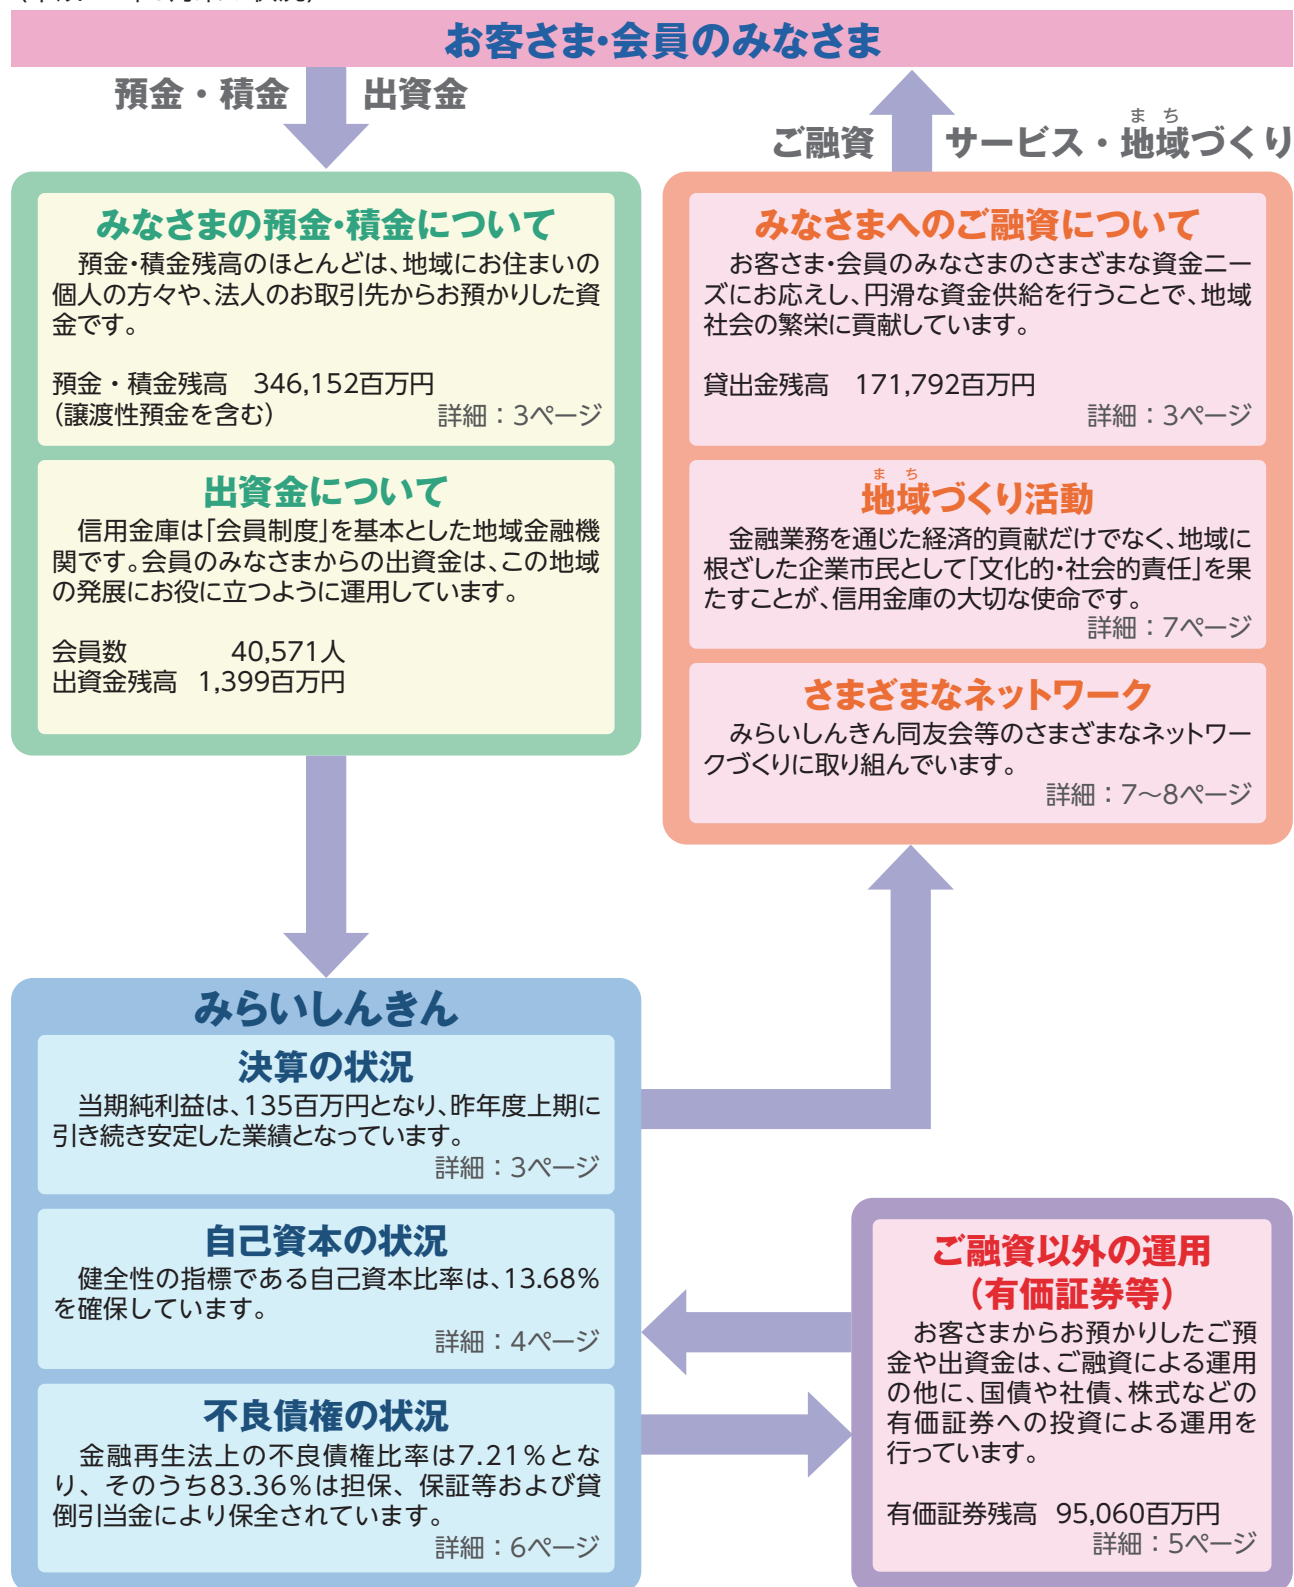 お客さま・会員のみなさま
預金・積金 出資金
ご融資 サービス・地域づくり
まち
みなさまの預金・積金について
預金・積金残高のほとんどは、地域にお住まいの
個人の方々や、法人のお取引先からお預かりした資
金です。
預金・積金残高 346,152百万円
(譲渡性預金を含む) 詳細：3ページ
出資金について
信用金庫は「会員制度」を基本とした地域金融機
関です。会員のみなさまからの出資金は、この地域
の発展にお役に立つように運用しています。
会員数 40,571人
出資金残高 1,399百万円
みなさまへのご融資について
お客さま・会員のみなさまのさまざまな資金ニー
ズにお応えし、円滑な資金供給を行うことで、地域
社会の繁栄に貢献しています。
貸出金残高 171,792百万円
詳細：3ページ
まち
地域づくり活動
金融業務を通じた経済的貢献だけでなく、地域に
根ざした企業市民として「文化的・社会的責任」を果
たすことが、信用金庫の大切な使命です。
詳細：7ページ
さまざまなネットワーク
みらいしんきん同友会等のさまざまなネットワー
クづくりに取り組んでいます。
詳細：7～8ページ
みらいしんきん
決算の状況
当期純利益は、135百万円となり、昨年度上期に
引き続き安定した業績となっています。
詳細：3ページ
自己資本の状況
健全性の指標である自己資本比率は、13.68％
を確保しています。
詳細：4ページ
不良債権の状況
金融再生法上の不良債権比率は7.21％とな
り、そのうち83.36％は担保、保証等および貸
倒引当金により保全されています。
詳細：6ページ
ご融資以外の運用
(有価証券等)
お客さまからお預かりしたご預
金や出資金は、ご融資による運用
の他に、国債や社債、株式などの
有価証券への投資による運用を
行っています。
有価証券残高 95,060百万円
詳細：5ページ